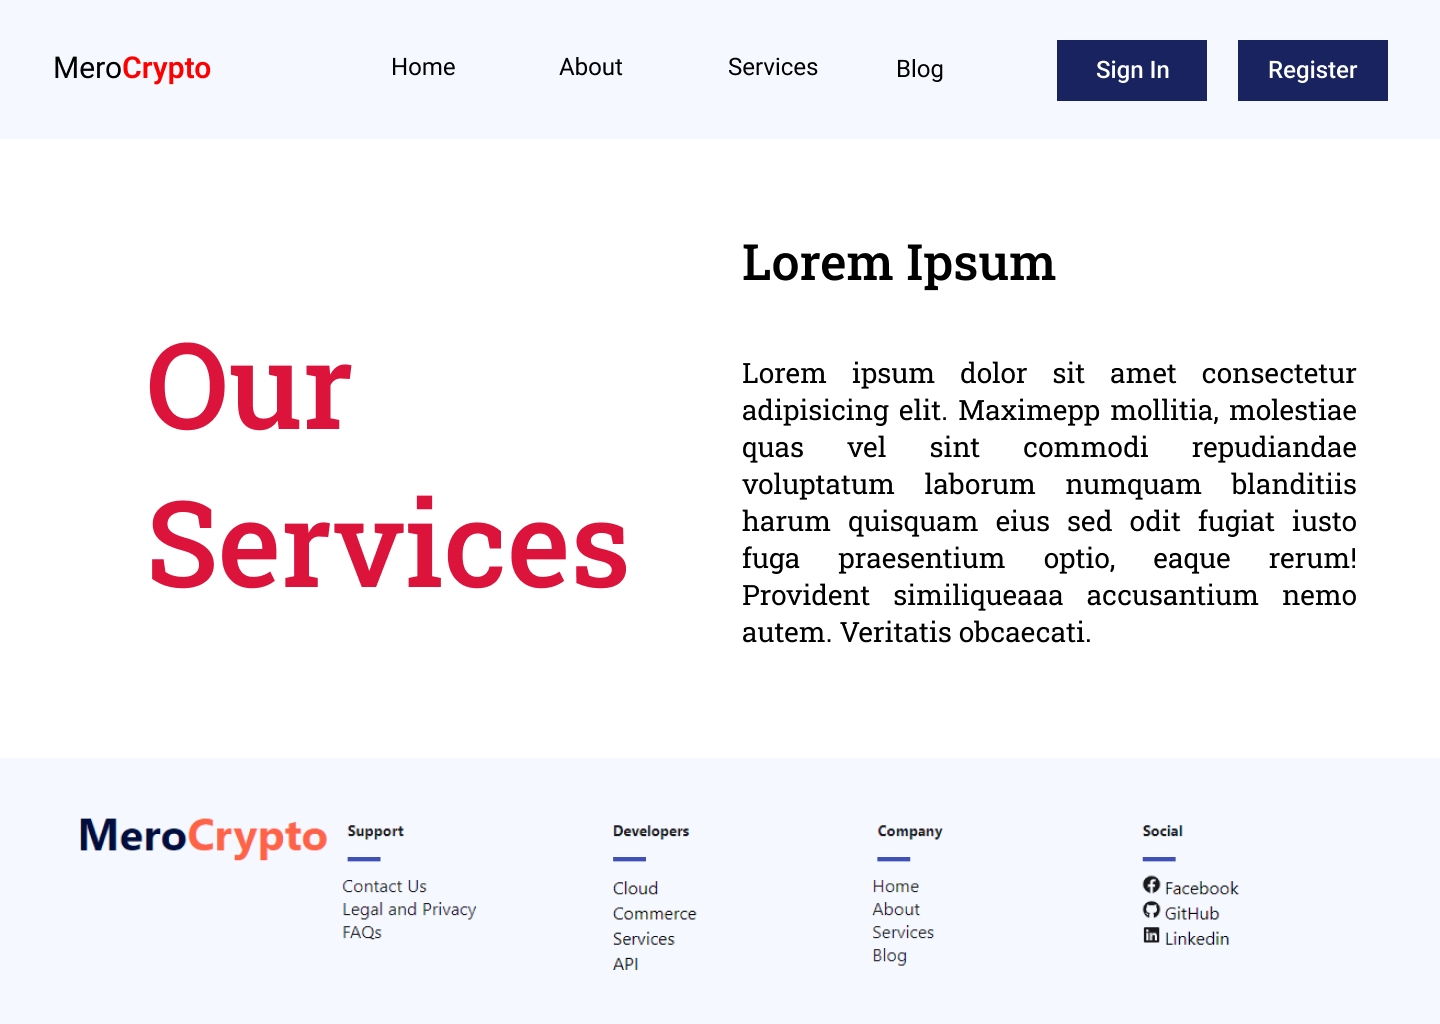 MeroCrypto
Home
About
Services
Blog
Sign In
Register
Our
Services
Lorem Ipsum
Lorem ipsum dolor sit amet consectetur
adipisicing elit. Maximepp mollitia, molestiae
quas vel sint commodi repudiandae
voluptatum laborum numquam blanditiis
harum quisquam eius sed odit fugiat iusto
fuga praesentium optio, eaque rerum!
Provident similiqueaaa accusantium nemo
autem. Veritatis obcaecati.
MeroCrypto
Support
Contact Us
Legal and Privacy
FAQs
Developers
Cloud
Commerce
Services
API
Company
Home
About
Services
Blog
Social
Facebook
GitHub
Linkedin